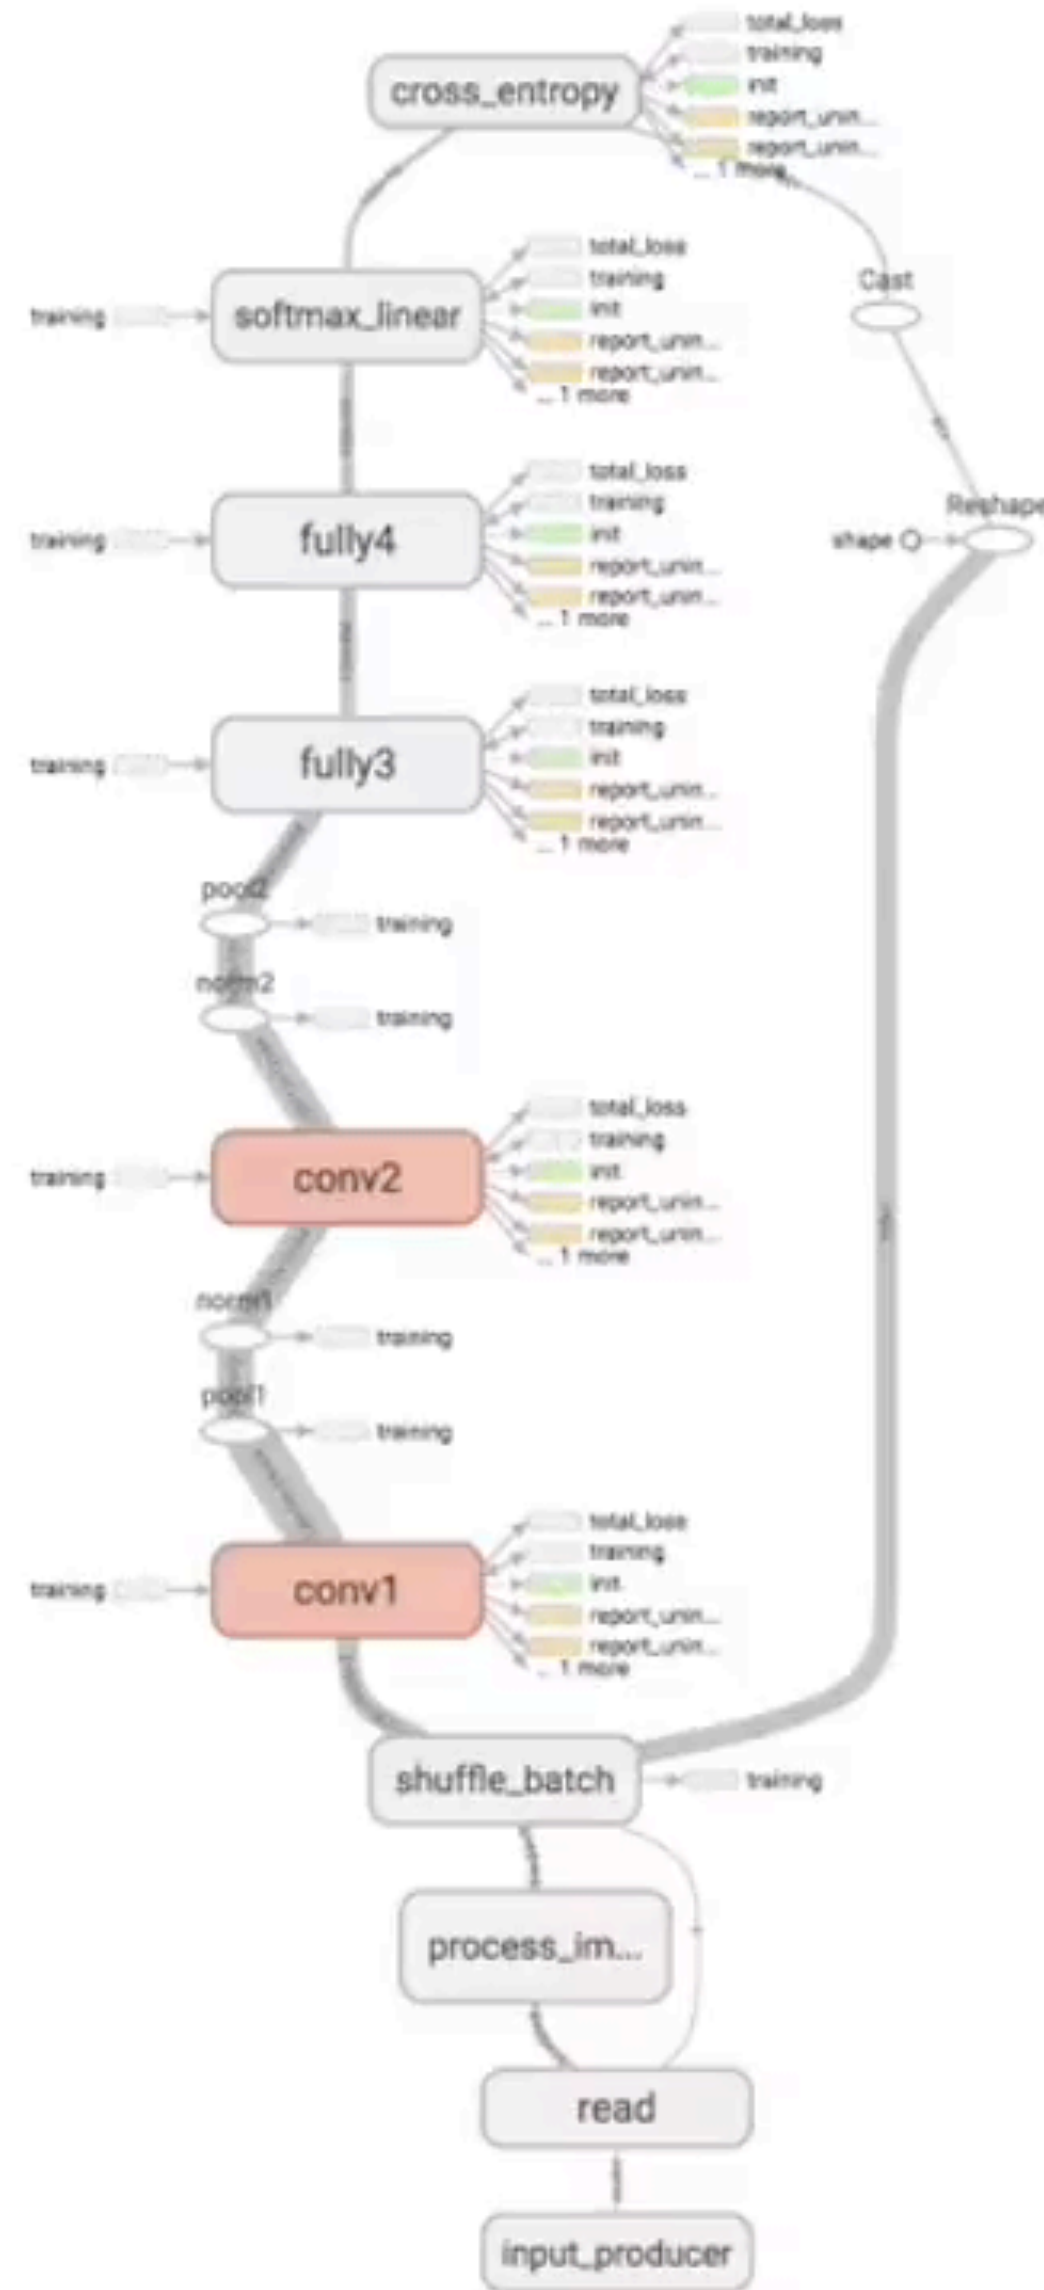 total_loss
training
cross_entropy
init
report_unin...
report_unin...
... 1 more
total_loss
Cast
training
training
softmax_linear
init
report_unin...
report_unin...
... 1 more
total_loss
training
Reshape
training
fully4
init
shape
report_unin...
report_unin...
... 1 more
total_loss
training
training
fully3
init
report_unin...
report_unin...
... 1 more
pool2
training
norm2
training
total_loss
training
training
conv2
init
report_unin...
report_unin...
... 1 more
norm1
training
pool1
training
total_loss
training
training
conv1
init
report_unin...
report_unin...
... 1 more
shuffle_batch
training
process_im...
read
input_producer